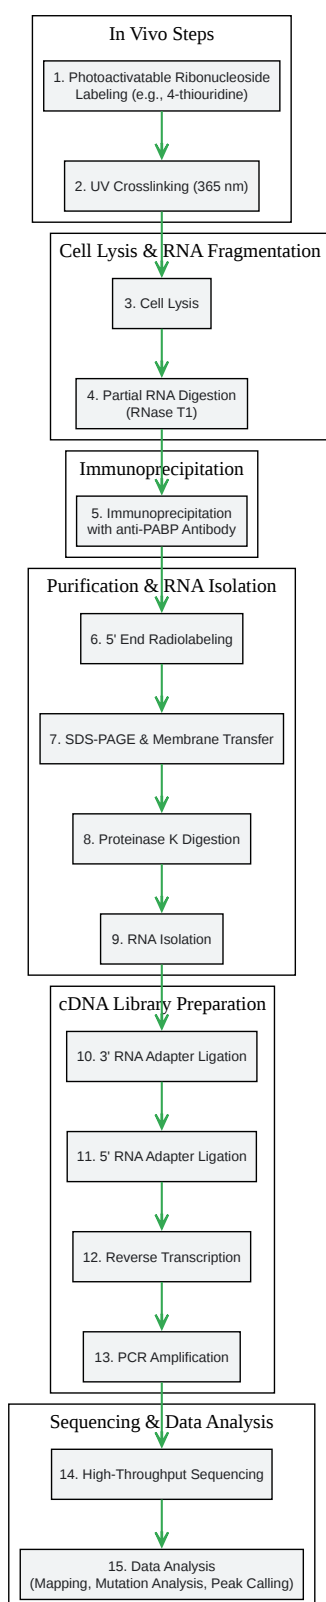 In Vivo Steps
1. Photoactivatable Ribonucleoside
Labeling (e.g., 4-thiouridine)
2. UV Crosslinking (365 nm)
Cell Lysis & RNA Fragmentation
3. Cell Lysis
4. Partial RNA Digestion
(RNase T1)
Immunoprecipitation
5. Immunoprecipitation
with anti-PABP Antibody
Purification & RNA Isolation
6. 5' End Radiolabeling
7. SDS-PAGE & Membrane Transfer
8. Proteinase K Digestion
9. RNA Isolation
cDNA Library Preparation
10. 3' RNA Adapter Ligation
11. 5' RNA Adapter Ligation
12. Reverse Transcription
13. PCR Amplification
Sequencing & Data Analysis
14. High-Throughput Sequencing
15. Data Analysis
(Mapping, Mutation Analysis, Peak Calling)